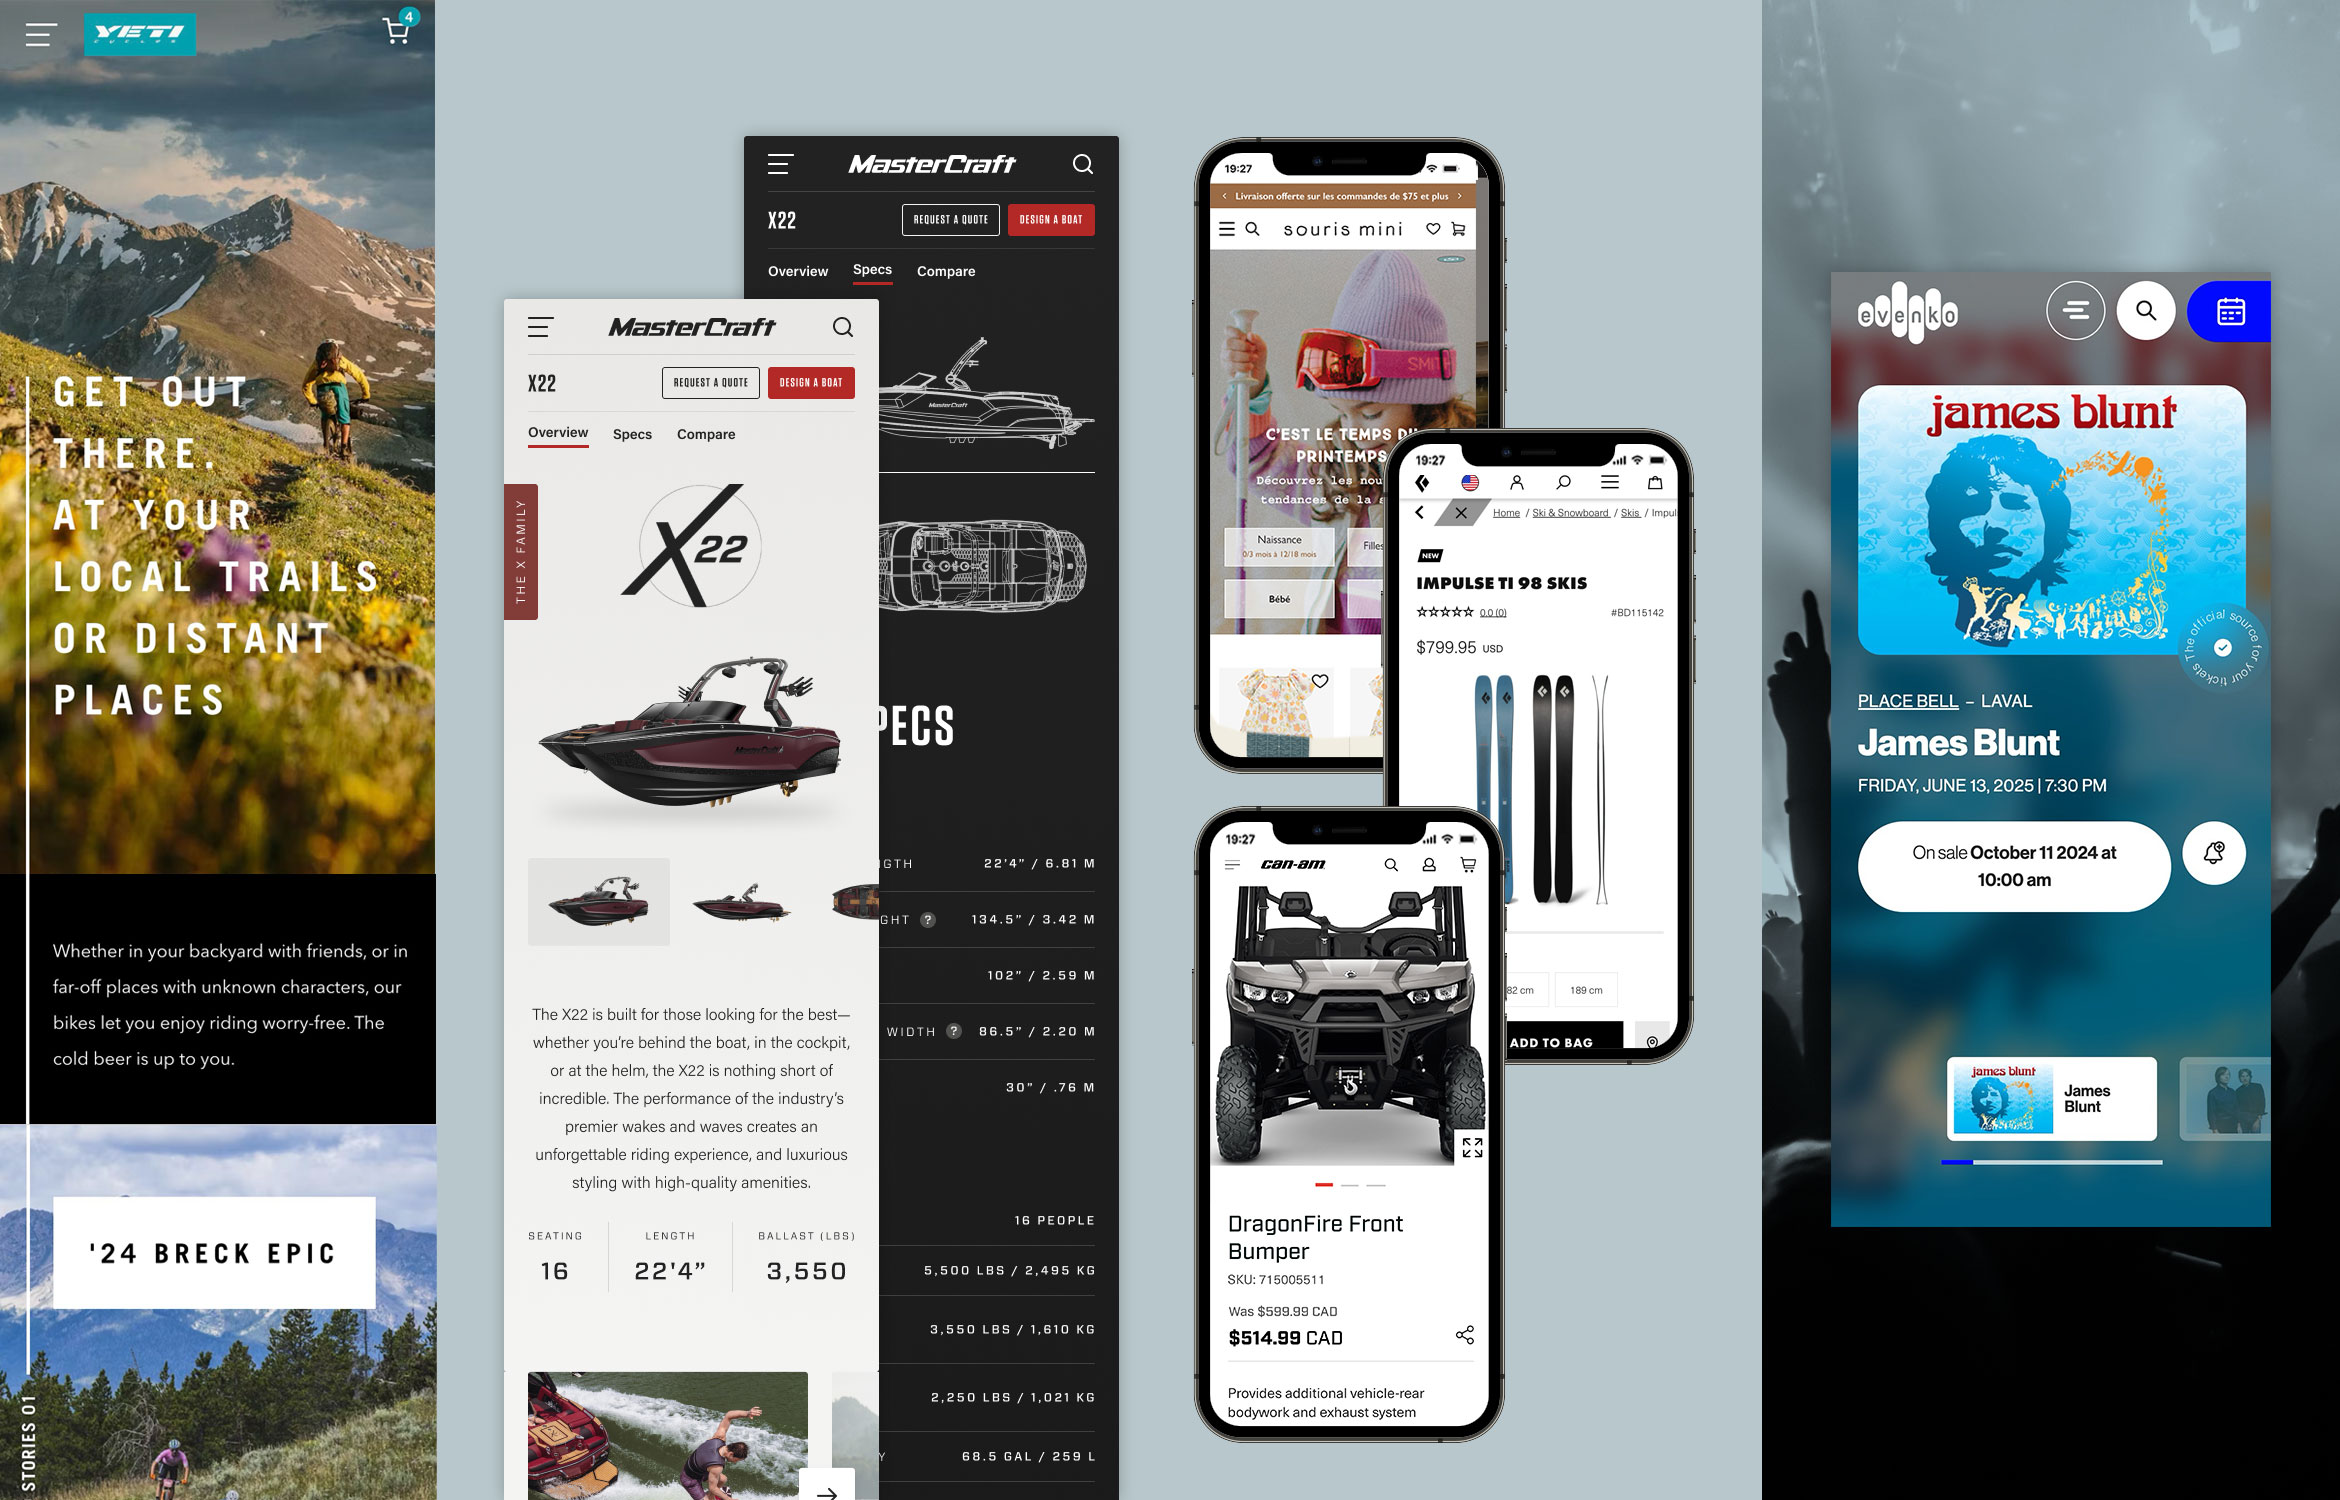 YETI
CYCLES
4
GET OUT
THERE.
AT YOUR
LOCAL TRAILS
OR DISTANT
PLACES
Whether in your backyard with friends, or in
far-off places with unknown characters, our
bikes let you enjoy riding worry-free. The
cold beer is up to you.
'24 BRECK EPIC
STORIES 01
MasterCraft
X22
REQUEST A QUOTE
DESIGN A BOAT
Overview Specs Compare
THE X FAMILY
X22
MasterCraft
The X22 is built for those looking for the best—
whether you’re behind the boat, in the cockpit,
or at the helm, the X22 is nothing short of
incredible. The performance of the industry’s
premier wakes and waves creates an
unforgettable riding experience, and luxurious
styling with high-quality amenities.
SEATING LENGTH BALLAST (LBS)
16 22'4” 3,550
MasterCraft
X22
REQUEST A QUOTE
DESIGN A BOAT
Overview Specs Compare
MasterCraft
PECS
NGTH 22’4” / 6.81 M
GHT ? 134.5” / 3.42 M
102” / 2.59 M
WIDTH ? 86.5” / 2.20 M
30” / .76 M
16 PEOPLE
5,500 LBS / 2,495 KG
3,550 LBS / 1,610 KG
2,250 LBS / 1,021 KG
Y 68.5 GAL / 259 L
19:27
Livraison offerte sur les commandes de $75 et plus
souris mini
SMITH
C'EST LE TEMPS DU
PRINTEMPS
Découvrez les nou
tendances de la s
Naissance
0/3 mois à 12/18 mois
Filles
Bébé
19:27
Home / Ski & Snowboard / Skis / Impul
NEW
IMPULSE TI 98 SKIS
0.0 (0) #BD115142
$799.95 USD
82 cm 189 cm
ADD TO BAG
19:27
can-am
DragonFire Front
Bumper
SKU: 715005511
Was $599.99 CAD
$514.99 CAD
Provides additional vehicle-rear
bodywork and exhaust system
evenko
james blunt
The official source for your tickets
PLACE BELL – LAVAL
James Blunt
FRIDAY, JUNE 13, 2025 | 7:30 PM
On sale October 11 2024 at
10:00 am
james blunt
James
Blunt